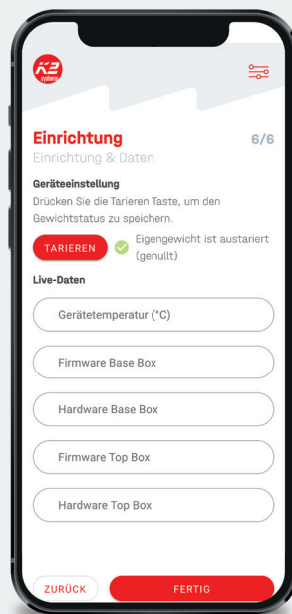 K2
systems
Einrichtung 6/6
Einrichtung & Daten
Geräteeinstellung
Drücken Sie die Tarieren Taste, um den
Gewichtstatus zu speichern.
TARIEREN
Eigengewicht ist austariert
(genullt)
Live-Daten
Gerätetemperatur (°C)
Firmware Base Box
Hardware Base Box
Firmware Top Box
Hardware Top Box
ZURÜCK FERTIG